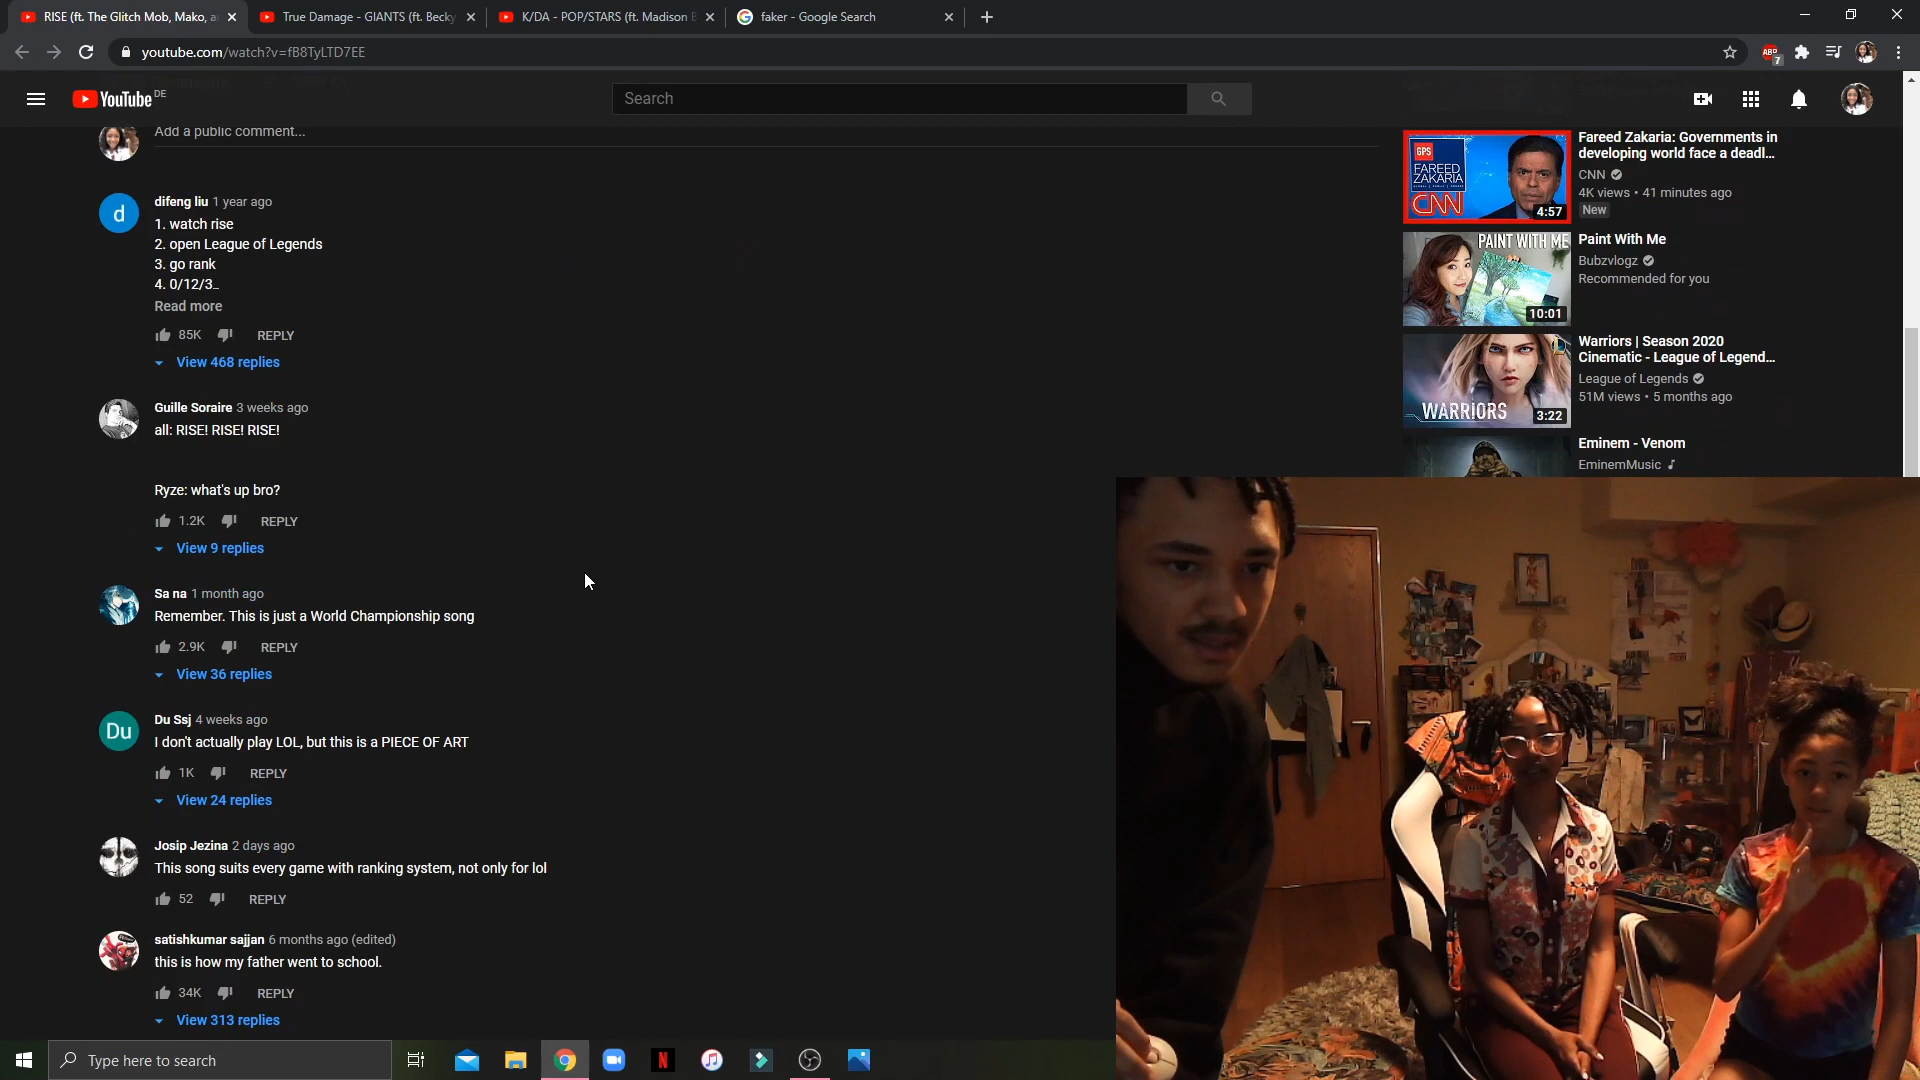 RISE (ft. The Glitch Mob, Mako, a
True Damage - GIANTS (ft. Becky
K/DA - POP/STARS (ft. Madison B
faker - Google Search
youtube.com/watch?v=fB8TyLTD7EE
ABP
7
YouTube DE
Search
Add a public comment...
difeng liu 1 year ago
1. watch rise
2. open League of Legends
3. go rank
4. 0/12/3_
Read more
85K REPLY
View 468 replies
Guille Soraire 3 weeks ago
all: RISE! RISE! RISE!
Ryze: what's up bro?
1.2K REPLY
View 9 replies
Sa na 1 month ago
Remember. This is just a World Championship song
2.9K REPLY
View 36 replies
Du
Du Ssj 4 weeks ago
I don't actually play LOL, but this is a PIECE OF ART
1K REPLY
View 24 replies
Josip Jezina 2 days ago
This song suits every game with ranking system, not only for lol
52 REPLY
satishkumar sajjan 6 months ago (edited)
this is how my father went to school.
34K REPLY
View 313 replies
GPS
FAREED
ZAKARIA
CNN
4:57
Fareed Zakaria: Governments in
developing world face a deadl...
CNN
4K views • 41 minutes ago
New
PAINT WITH ME
10:01
Paint With Me
Bubzvlogz
Recommended for you
WARRIORS
3:22
Warriors | Season 2020
Cinematic - League of Legend...
League of Legends
51M views • 5 months ago
Eminem - Venom
EminemMusic
Type here to search